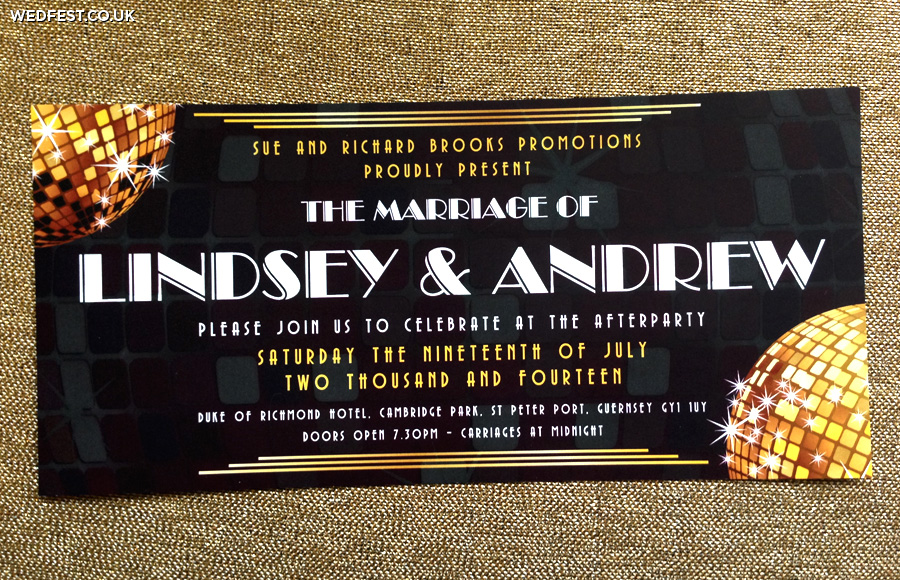 WEDFEST.CO.UK
SUE AND RICHARD BROOKS PROMOTIONS
PROUDLY PRESENT
THE MARRIAGE OF
LINDSEY & ANDREW
PLEASE JOIN US TO CELEBRATE AT THE AFTERPARTY
SATURDAY THE NINETEENTH OF JULY
TWO THOUSAND AND FOURTEEN
DUKE OF RICHMOND HOTEL, CAMBRIDGE PARK, ST PETER PORT, GUERNSEY GY1 1UY
DOORS OPEN 7.30PM - CARRIAGES AT MIDNIGHT